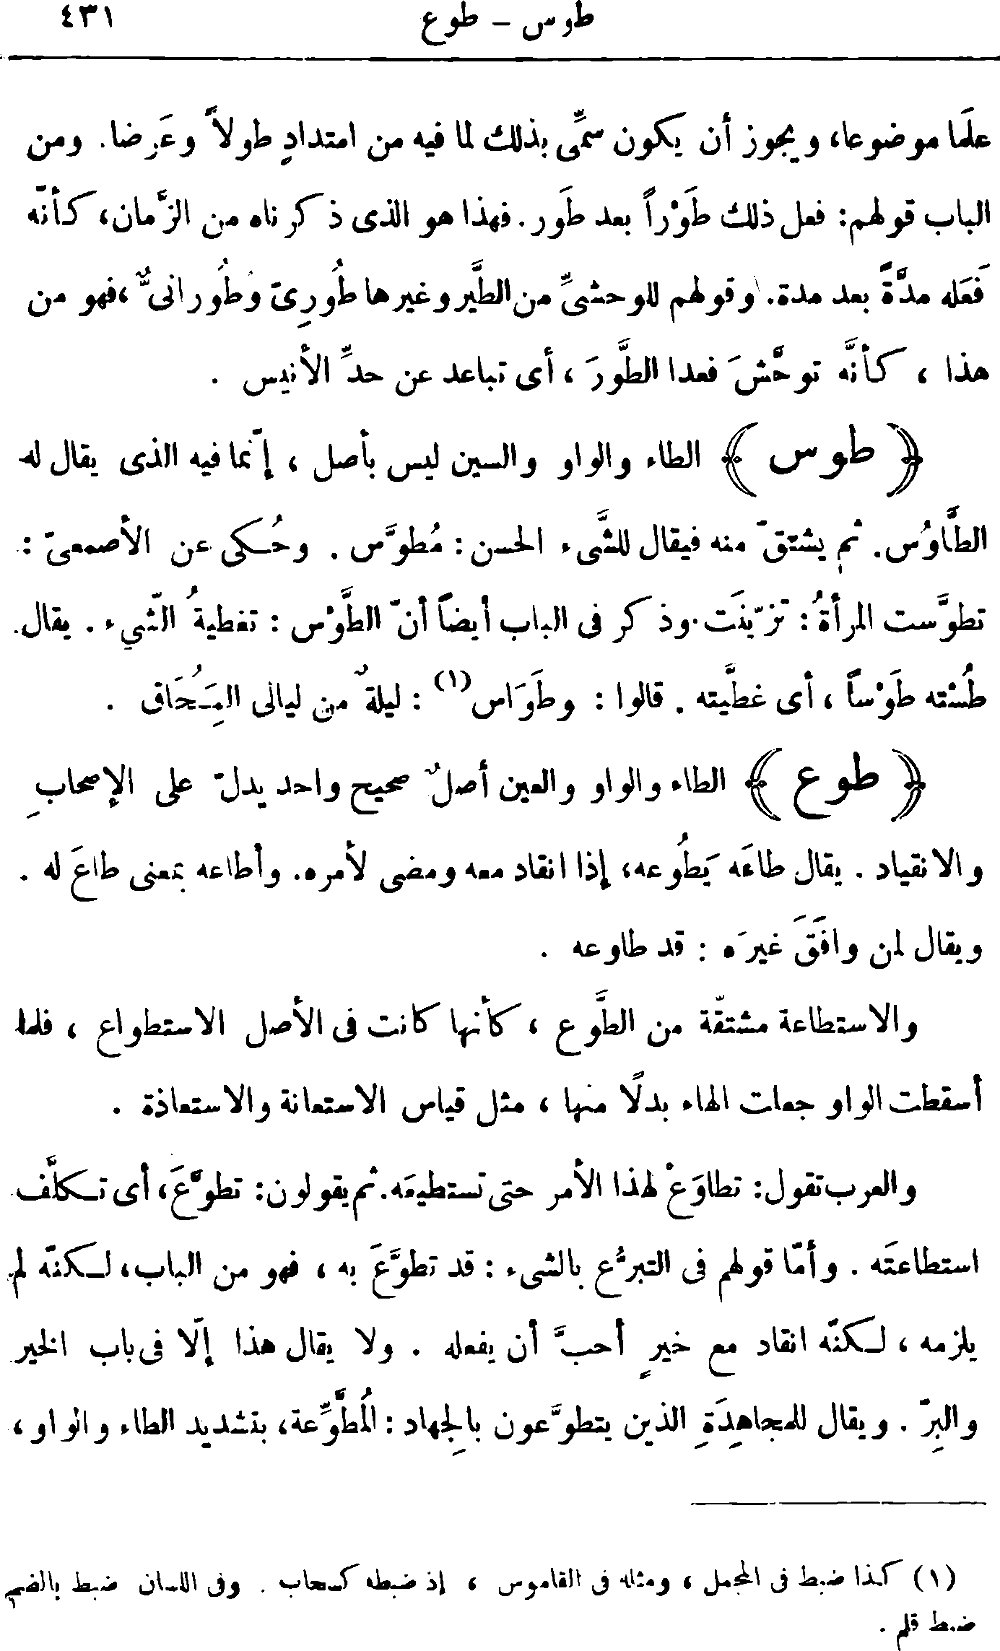 طوس – طوع ٤٣١
علَما موضوعا، ويجوز أن يكون سمِّى بذلك لما فيه من امتدادٍ طولاً وعَرضا. ومن
الباب قولهم: فعل ذلك طَوْراً بعد طَور. فهذا هو الذى ذكرناه من الزَّمان، كأنّه
فَعَله مدَّةً بعد مدة. وقولهم للوحشىِّ من الطَّير وغيرها طُورِىّ وطُورانىٌّ، فهو من
هذا ، كأنَّه توحَّشَ فعدا الطَّورَ ، أى تباعد عن حدِّ الأنيس .
﴿ طوس ﴾ الطاء والواو والسين ليس بأصل ، إنّما فيه الذى يقال له
الطَّاوُس. ثم يشتقّ منه فيقال للشَّىء الحسن : مُطوَّس . وحُكى عن الأصمعىّ :
تطوَّست المرأةُ : تزيّنَت. وذكر فى الباب أيضاً أنّ الطَّوْس : تغطيةُ الشّىء . يقال
طُسْته طَوْساً ، أى غطَّيته . قالوا : وطَوَاس(١) : ليلةٌ من ليالى المِـُحَاق .
﴿ طوع ﴾ الطاء والواو والعين أصلٌ صحيح واحد يدلّ على الإصحابِ
والانقياد . يقال طاعَه يَطُوعه، إذا انقاد معه ومضى لأمره. وأطاعه بمعنى طاعَ له .
ويقال لمن وافَقَ غيرَه : قد طاوعه .
والاستطاعة مشتقّة من الطَّوع ، كأنها كانت فى الأصل الاستطواع ، فلما
أسقطت الواو جعلت الهاء بدلًا منها ، مثل قياس الاستعانة والاستعاذة .
والعرب تقول: تطاوَعْ لهذا الأمر حتى تستطيعَه. ثم يقولون: تطوَّعَ، أى تكلَّف
استطاعتَه . وأمّا قولهم فى التبرُّع بالشىء : قد تطوَّعَ به ، فهو من الباب، لكنّه لم
يلزمه ، لكنّه انقاد مع خيرٍ أحبَّ أن يفعله . ولا يقال هذا إلّا فى باب الخير
والبِرّ . ويقال للمجاهِدَةِ الذين يتطوَّعون بالجِهاد : المُطَّوِّعة، بتشديد الطاء والواو ،
(١) كذا ضبط فى المجمل ، ومثله فى القاموس ، إذ ضبطه كسحاب . وفى اللسان ضبط بالضم
ضبط قلم .